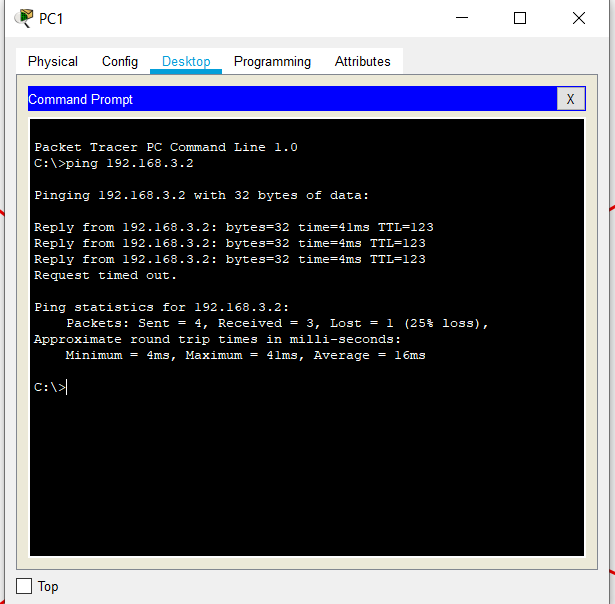 PC1
Physical Config Desktop Programming Attributes
Command Prompt X
Packet Tracer PC Command Line 1.0
C:\>ping 192.168.3.2
Pinging 192.168.3.2 with 32 bytes of data:
Reply from 192.168.3.2: bytes=32 time=41ms TTL=123
Reply from 192.168.3.2: bytes=32 time=4ms TTL=123
Reply from 192.168.3.2: bytes=32 time=4ms TTL=123
Request timed out.
Ping statistics for 192.168.3.2:
Packets: Sent = 4, Received = 3, Lost = 1 (25% loss),
Approximate round trip times in milli-seconds:
Minimum = 4ms, Maximum = 41ms, Average = 16ms
C:\>
Top